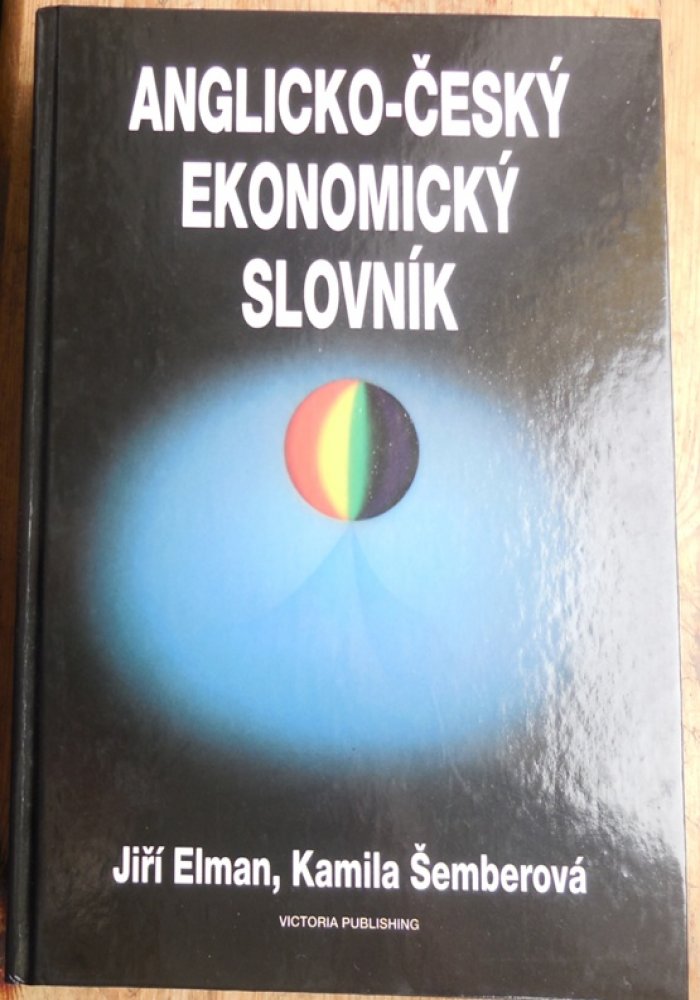 ANGLICKO-ČESKÝ
EKONOMICKÝ
SLOVNÍK
Jiří Elman, Kamila Šemberová
VICTORIA PUBLISHING